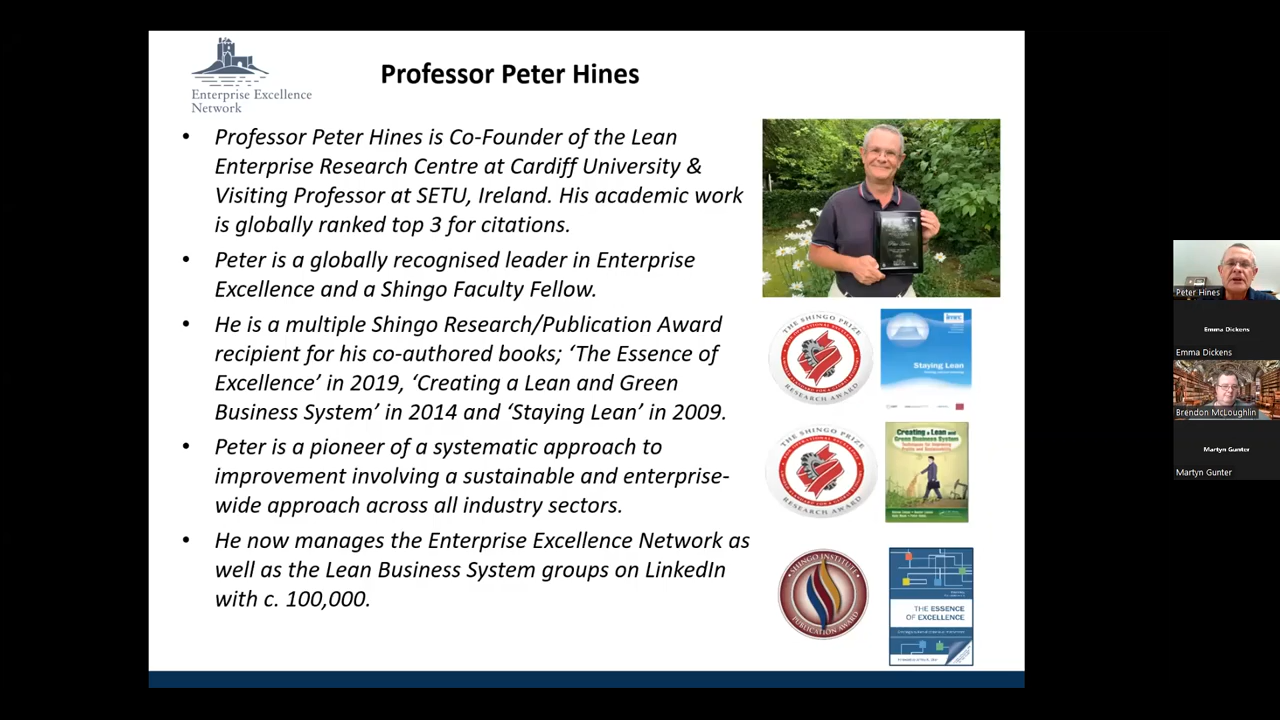 Enterprise Excellence
Network
Professor Peter Hines
• Professor Peter Hines is Co-Founder of the Lean
Enterprise Research Centre at Cardiff University &
Visiting Professor at SETU, Ireland. His academic work
is globally ranked top 3 for citations.
• Peter is a globally recognised leader in Enterprise
Excellence and a Shingo Faculty Fellow.
• He is a multiple Shingo Research/Publication Award
recipient for his co-authored books; ‘The Essence of
Excellence’ in 2019, ‘Creating a Lean and Green
Business System’ in 2014 and ‘Staying Lean’ in 2009.
• Peter is a pioneer of a systematic approach to
improvement involving a sustainable and enterprise-
wide approach across all industry sectors.
• He now manages the Enterprise Excellence Network as
well as the Lean Business System groups on LinkedIn
with c. 100,000.
THE SHINGO PRIZE
RESEARCH AWARD
Staying Lean
THE SHINGO PRIZE
RESEARCH AWARD
Creating a Lean and
Green Business System
SHINGO INSTITUTE
PUBLICATION AWARD
THE ESSENCE
OF EXCELLENCE
Peter Hines
Emma Dickens
Emma Dickens
Brendon McLoughlin
Martyn Gunter
Martyn Gunter